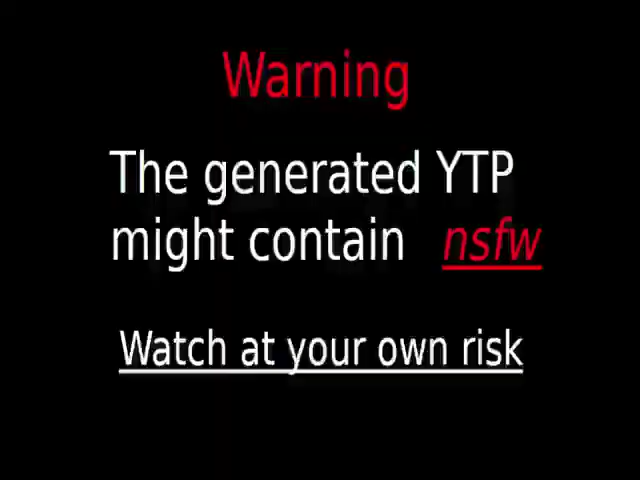 Warning
The generated YTP
might contain nsfw
Watch at your own risk